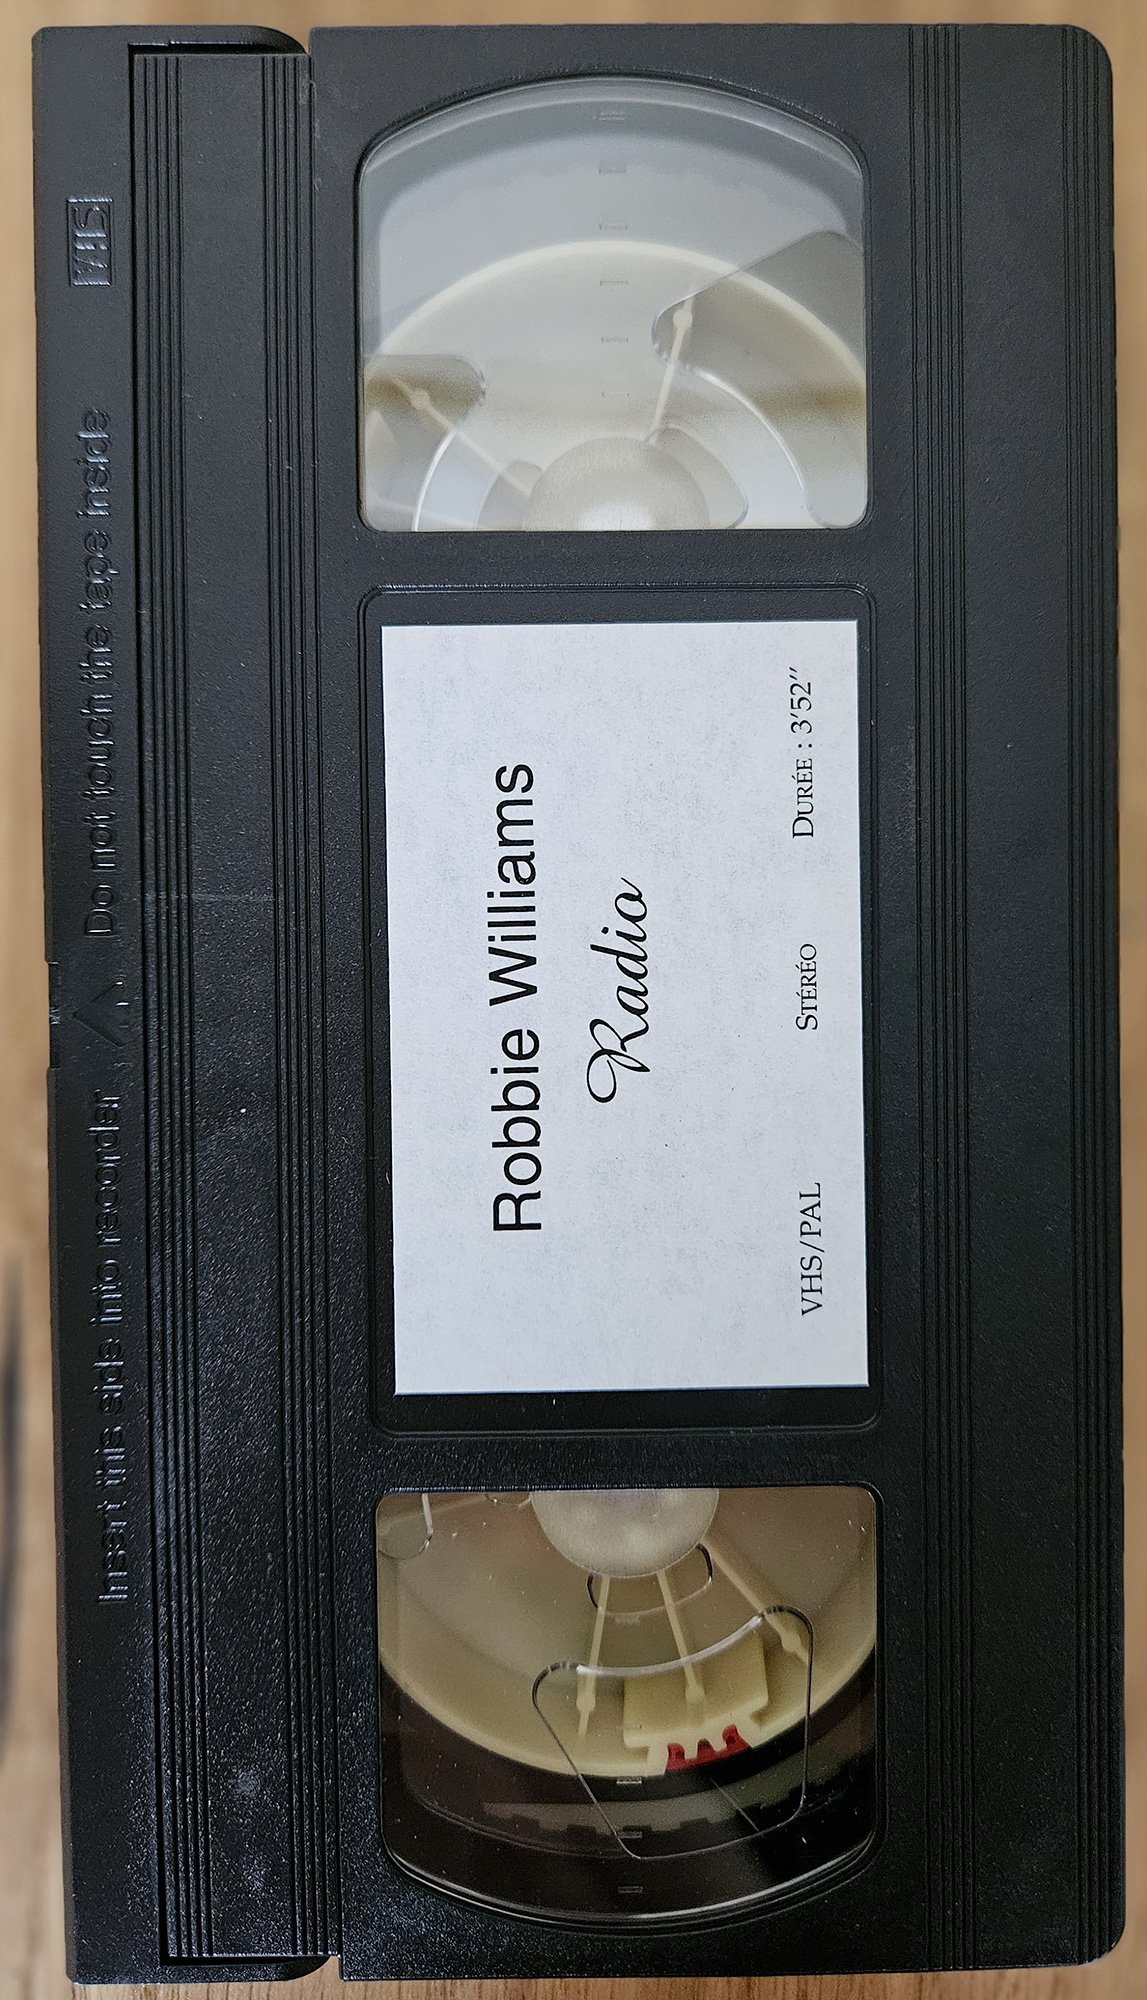 VHS
Insert this side into recorder △ Do not touch the tape inside
Robbie Williams
Radio
VHS/PAL STÉRÉO DURÉE : 3'52"